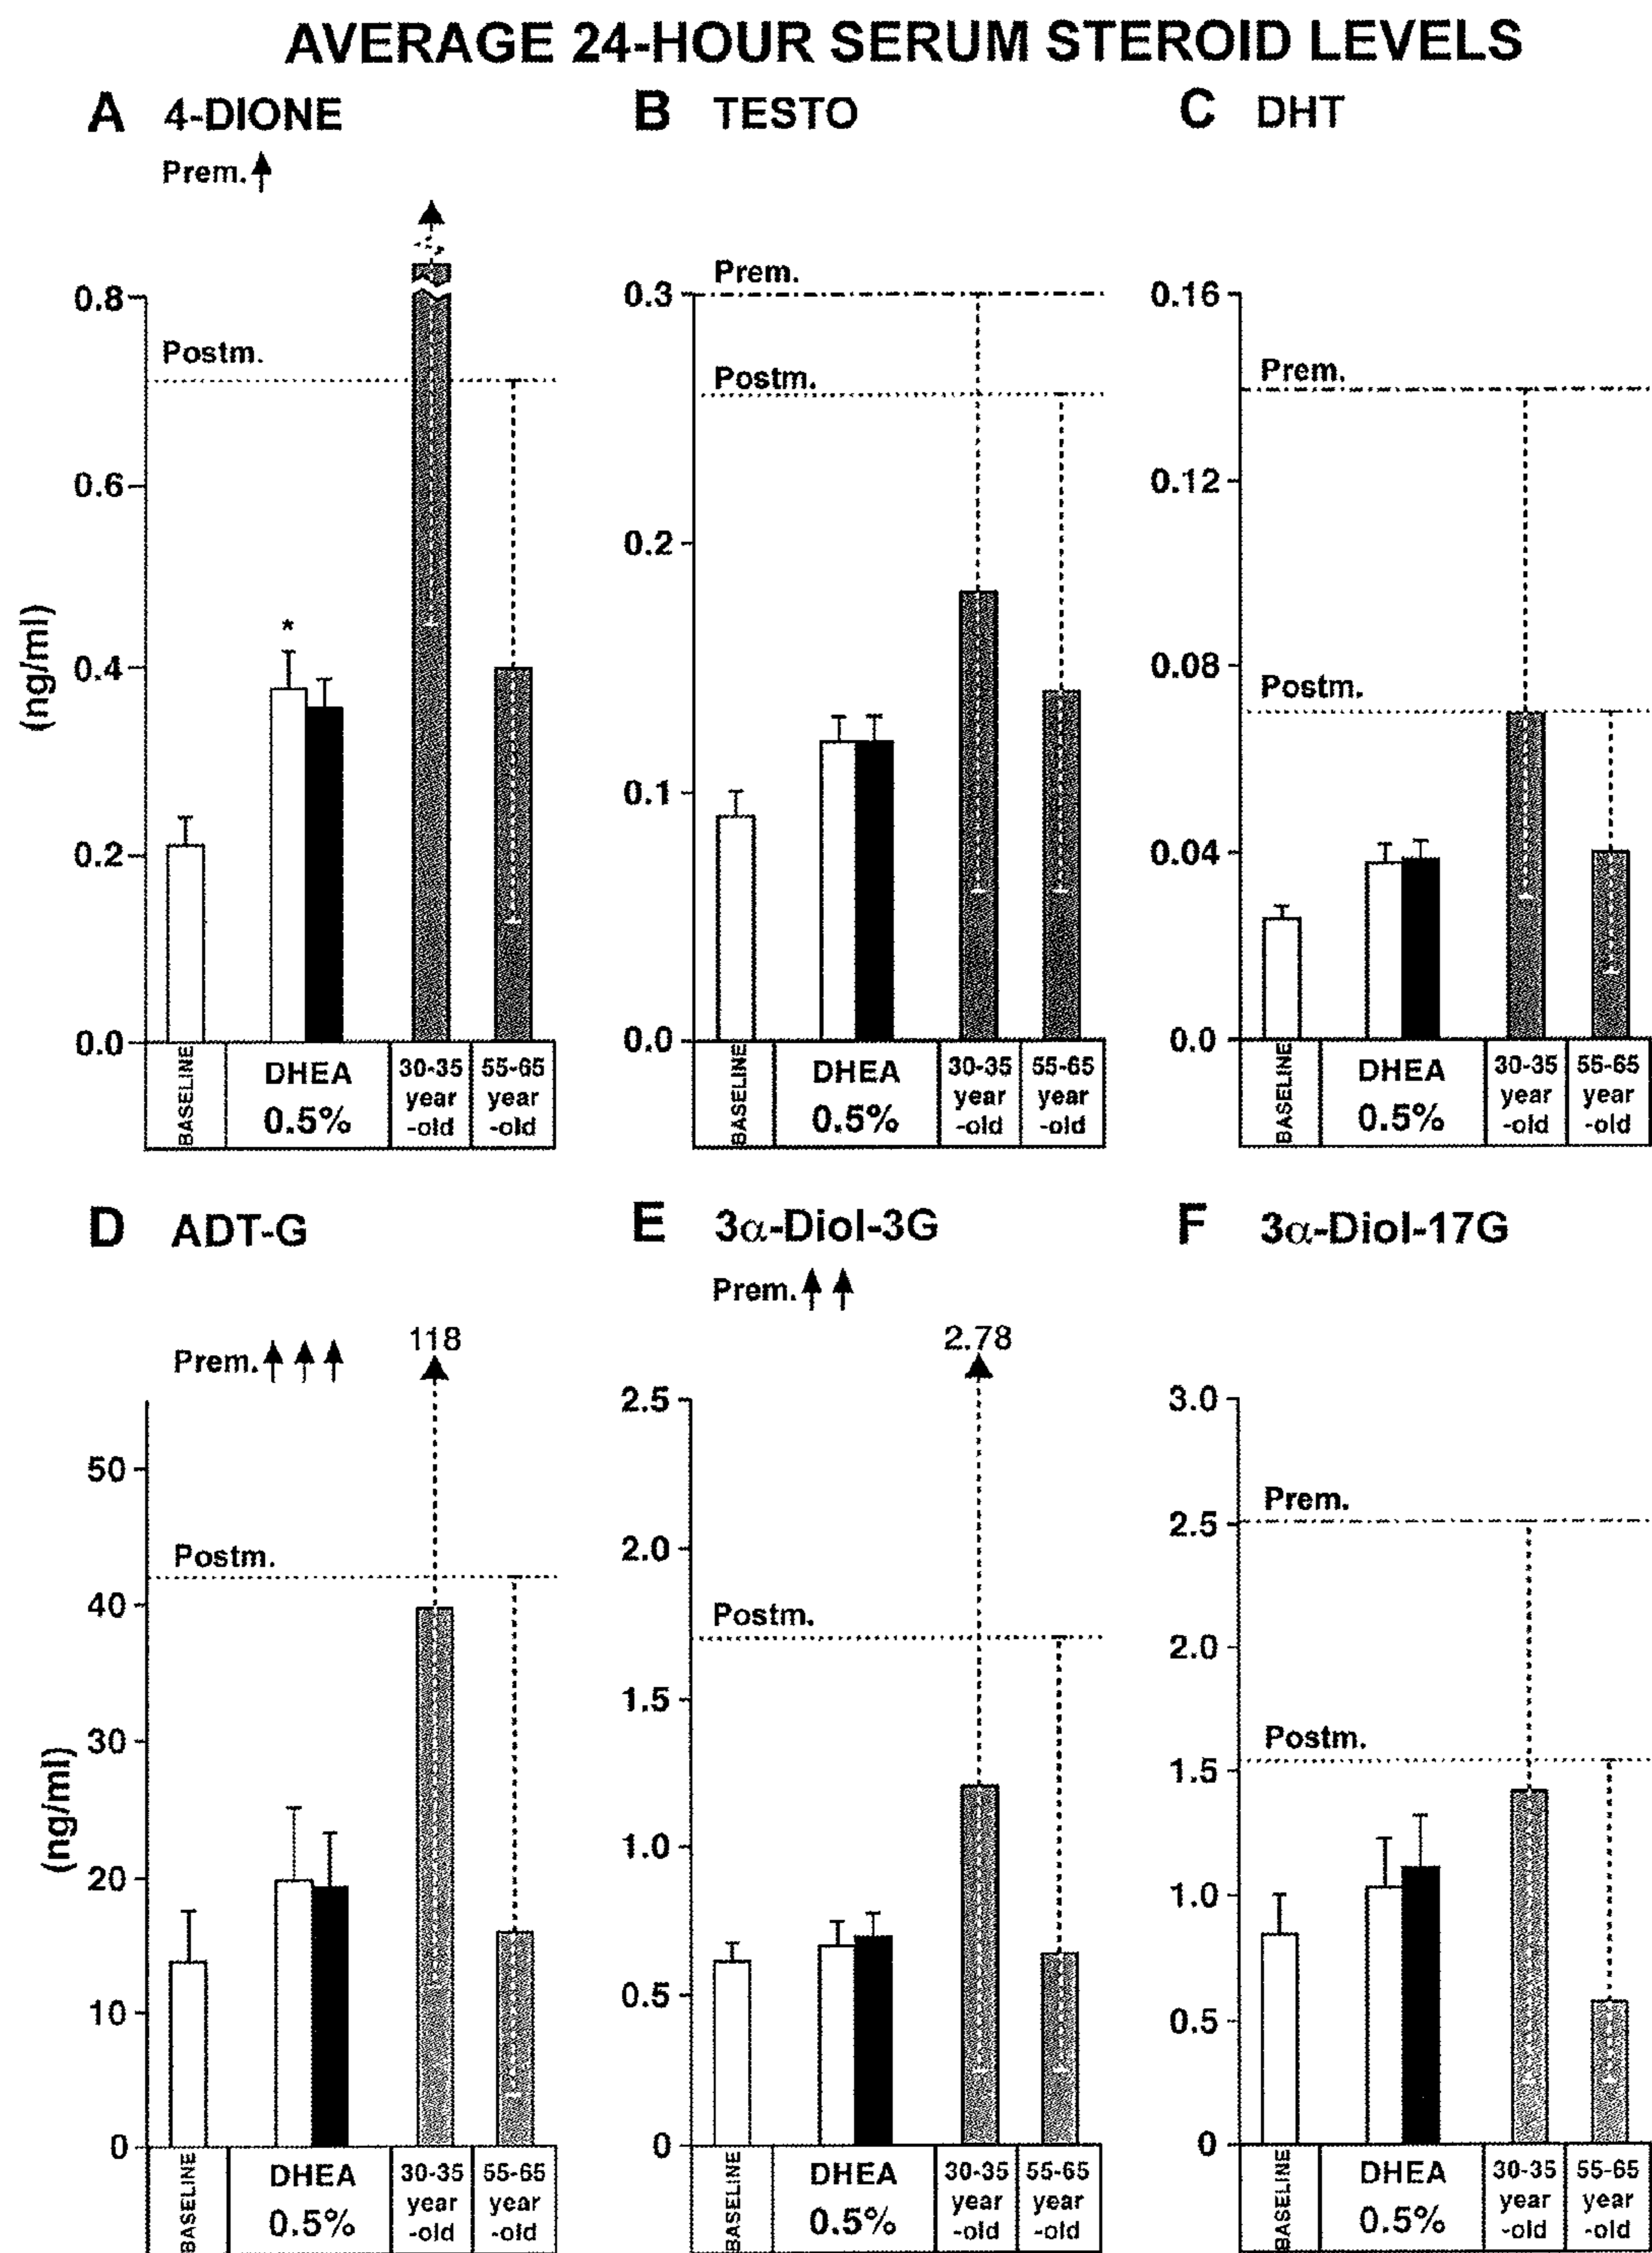 AVERAGE 24-HOUR SERUM STEROID LEVELS
A 4-DIONE
Prem.
0.8
Postm.
0.6
*
0.4
0.2
0.0
(ng/ml)
BASELINE
DHEA
0.5%
30-35
year
-old
55-65
year
-old
B TESTO
Prem.
0.3
Postm.
0.2
0.1
0.0
BASELINE
DHEA
0.5%
30-35
year
-old
55-65
year
-old
C DHT
0.16
Prem.
0.12
0.08
Postm.
0.04
0.0
BASELINE
DHEA
0.5%
30-35
year
-old
55-65
year
-old
D ADT-G
Prem.
118
50
Postm.
40
30
20
10
0
(ng/ml)
BASELINE
DHEA
0.5%
30-35
year
-old
55-65
year
-old
E 3α-Diol-3G
Prem.
2.78
2.5
2.0
Postm.
1.5
1.0
0.5
0
BASELINE
DHEA
0.5%
30-35
year
-old
55-65
year
-old
F 3α-Diol-17G
3.0
Prem.
2.5
2.0
Postm.
1.5
1.0
0.5
0
BASELINE
DHEA
0.5%
30-35
year
-old
55-65
year
-old